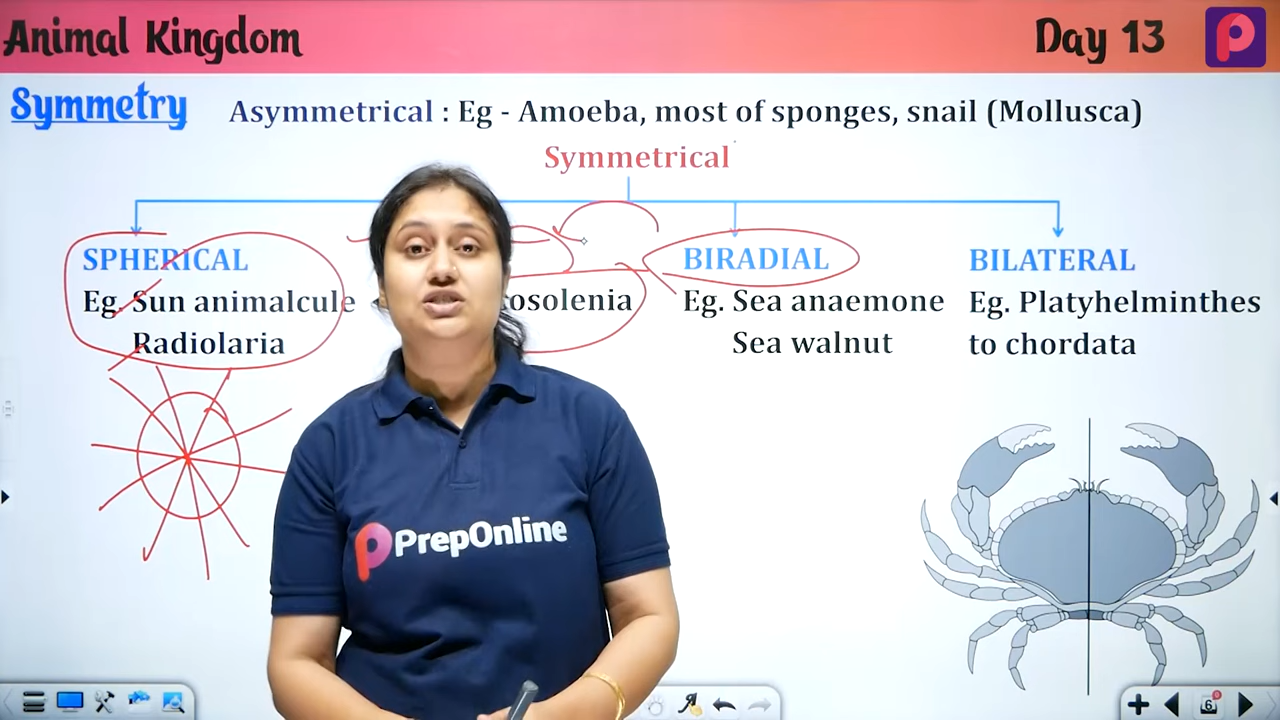 Animal Kingdom
Day 13
Symmetry
Asymmetrical : Eg - Amoeba, most of sponges, snail (Mollusca)
Symmetrical
SPHERICAL
BIRADIAL
BILATERAL
Eg. Sun animalcule
Eg. Sea anaemone
Eg. Platyhelminthes
Radiolaria
Sea walnut
to chordata
PrepOnline
6